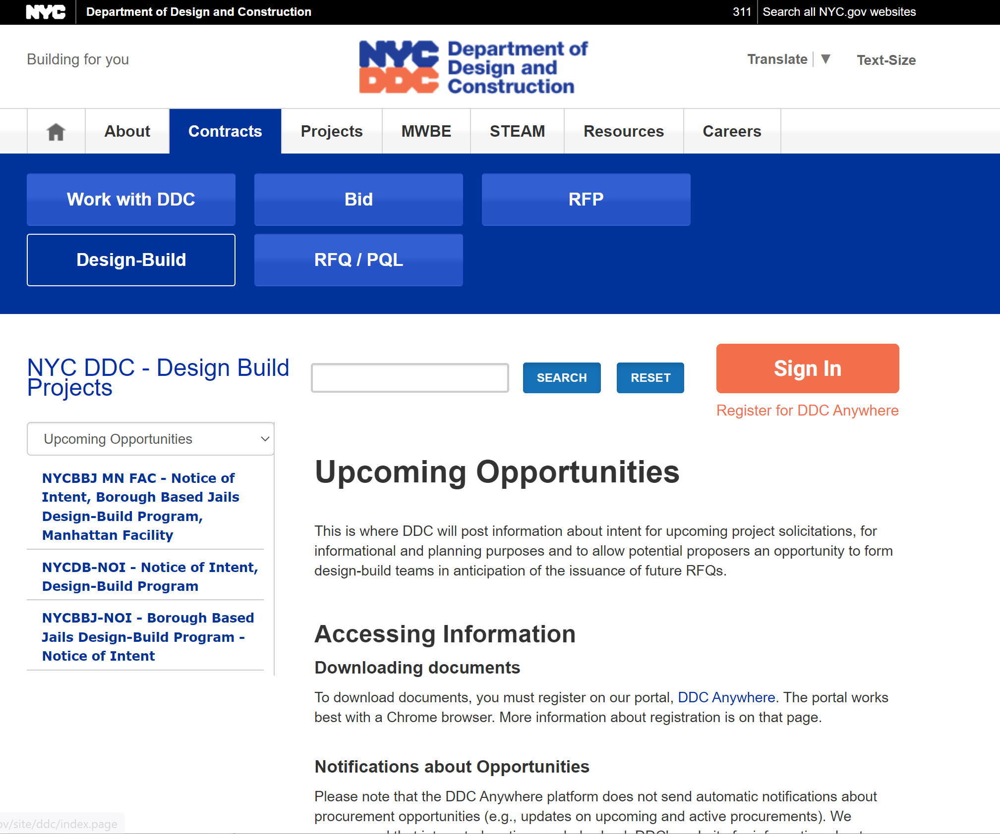 NYC Department of Design and Construction 311 Search all NYC.gov websites
Building for you
NYC DDC
Department of
Design and
Construction
Translate ▼ Text-Size
About Contracts Projects MWBE STEAM Resources Careers
Work with DDC Bid RFP
Design-Build RFQ / PQL
NYC DDC - Design Build
Projects
SEARCH RESET
Sign In
Register for DDC Anywhere
Upcoming Opportunities
NYCBBJ MN FAC - Notice of
Intent, Borough Based Jails
Design-Build Program,
Manhattan Facility
NYCDB-NOI - Notice of Intent,
Design-Build Program
NYCBBJ-NOI - Borough Based
Jails Design-Build Program -
Notice of Intent
Upcoming Opportunities
This is where DDC will post information about intent for upcoming project solicitations, for
informational and planning purposes and to allow potential proposers an opportunity to form
design-build teams in anticipation of the issuance of future RFQs.
Accessing Information
Downloading documents
To download documents, you must register on our portal, DDC Anywhere. The portal works
best with a Chrome browser. More information about registration is on that page.
Notifications about Opportunities
Please note that the DDC Anywhere platform does not send automatic notifications about
procurement opportunities (e.g., updates on upcoming and active procurements). We
ov/site/ddc/index.page